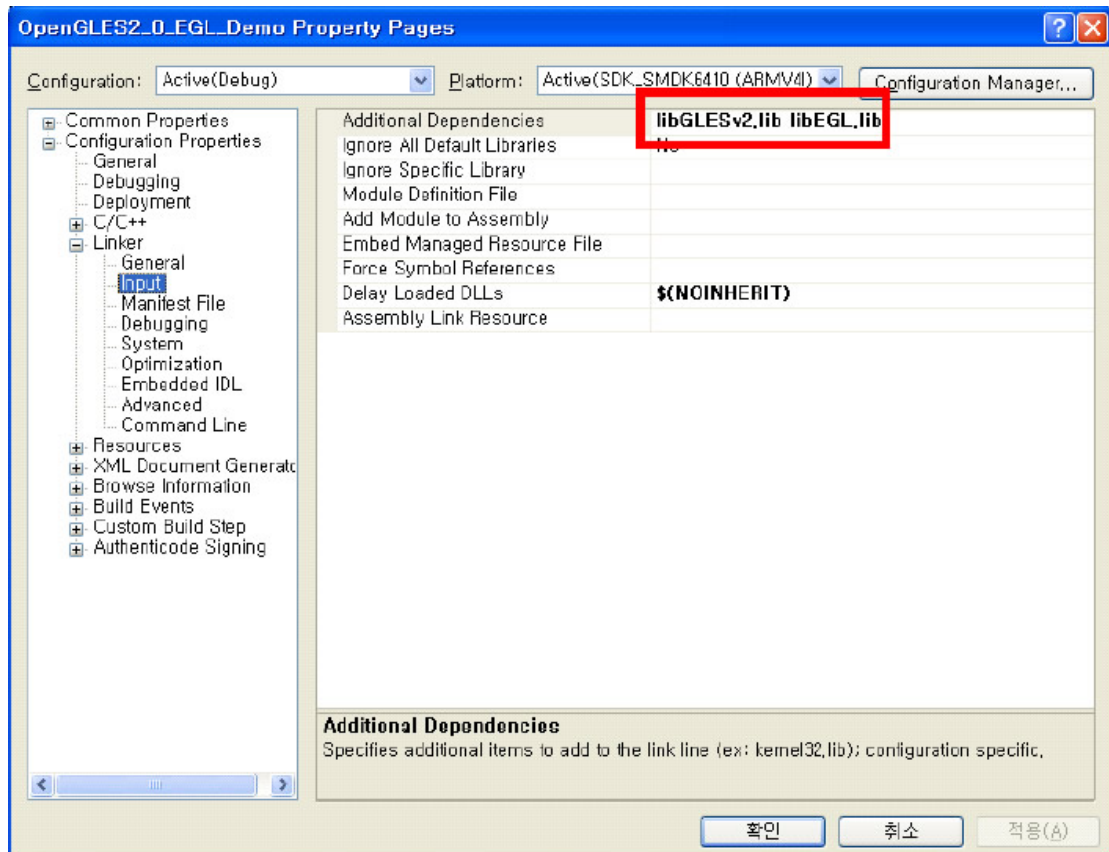 OpenGLES2_0_EGL_Demo Property Pages
Configuration: Active(Debug) Platform: Active(SDK_SMDK6410 (ARMV4I) Configuration Manager...
Common Properties
Configuration Properties
General
Debugging
Deployment
C/C++
Linker
General
Input
Manifest File
Debugging
System
Optimization
Embedded IDL
Advanced
Command Line
Resources
XML Document Generato
Browse Information
Build Events
Custom Build Step
Authenticode Signing
Additional Dependencies libGLESv2.lib libEGL.lib
Ignore All Default Libraries No
Ignore Specific Library
Module Definition File
Add Module to Assembly
Embed Managed Resource File
Force Symbol References
Delay Loaded DLLs $(NOINHERIT)
Assembly Link Resource
Additional Dependencies
Specifies additional items to add to the link line (ex: kernel32.lib); configuration specific.
확인 취소 적용(A)